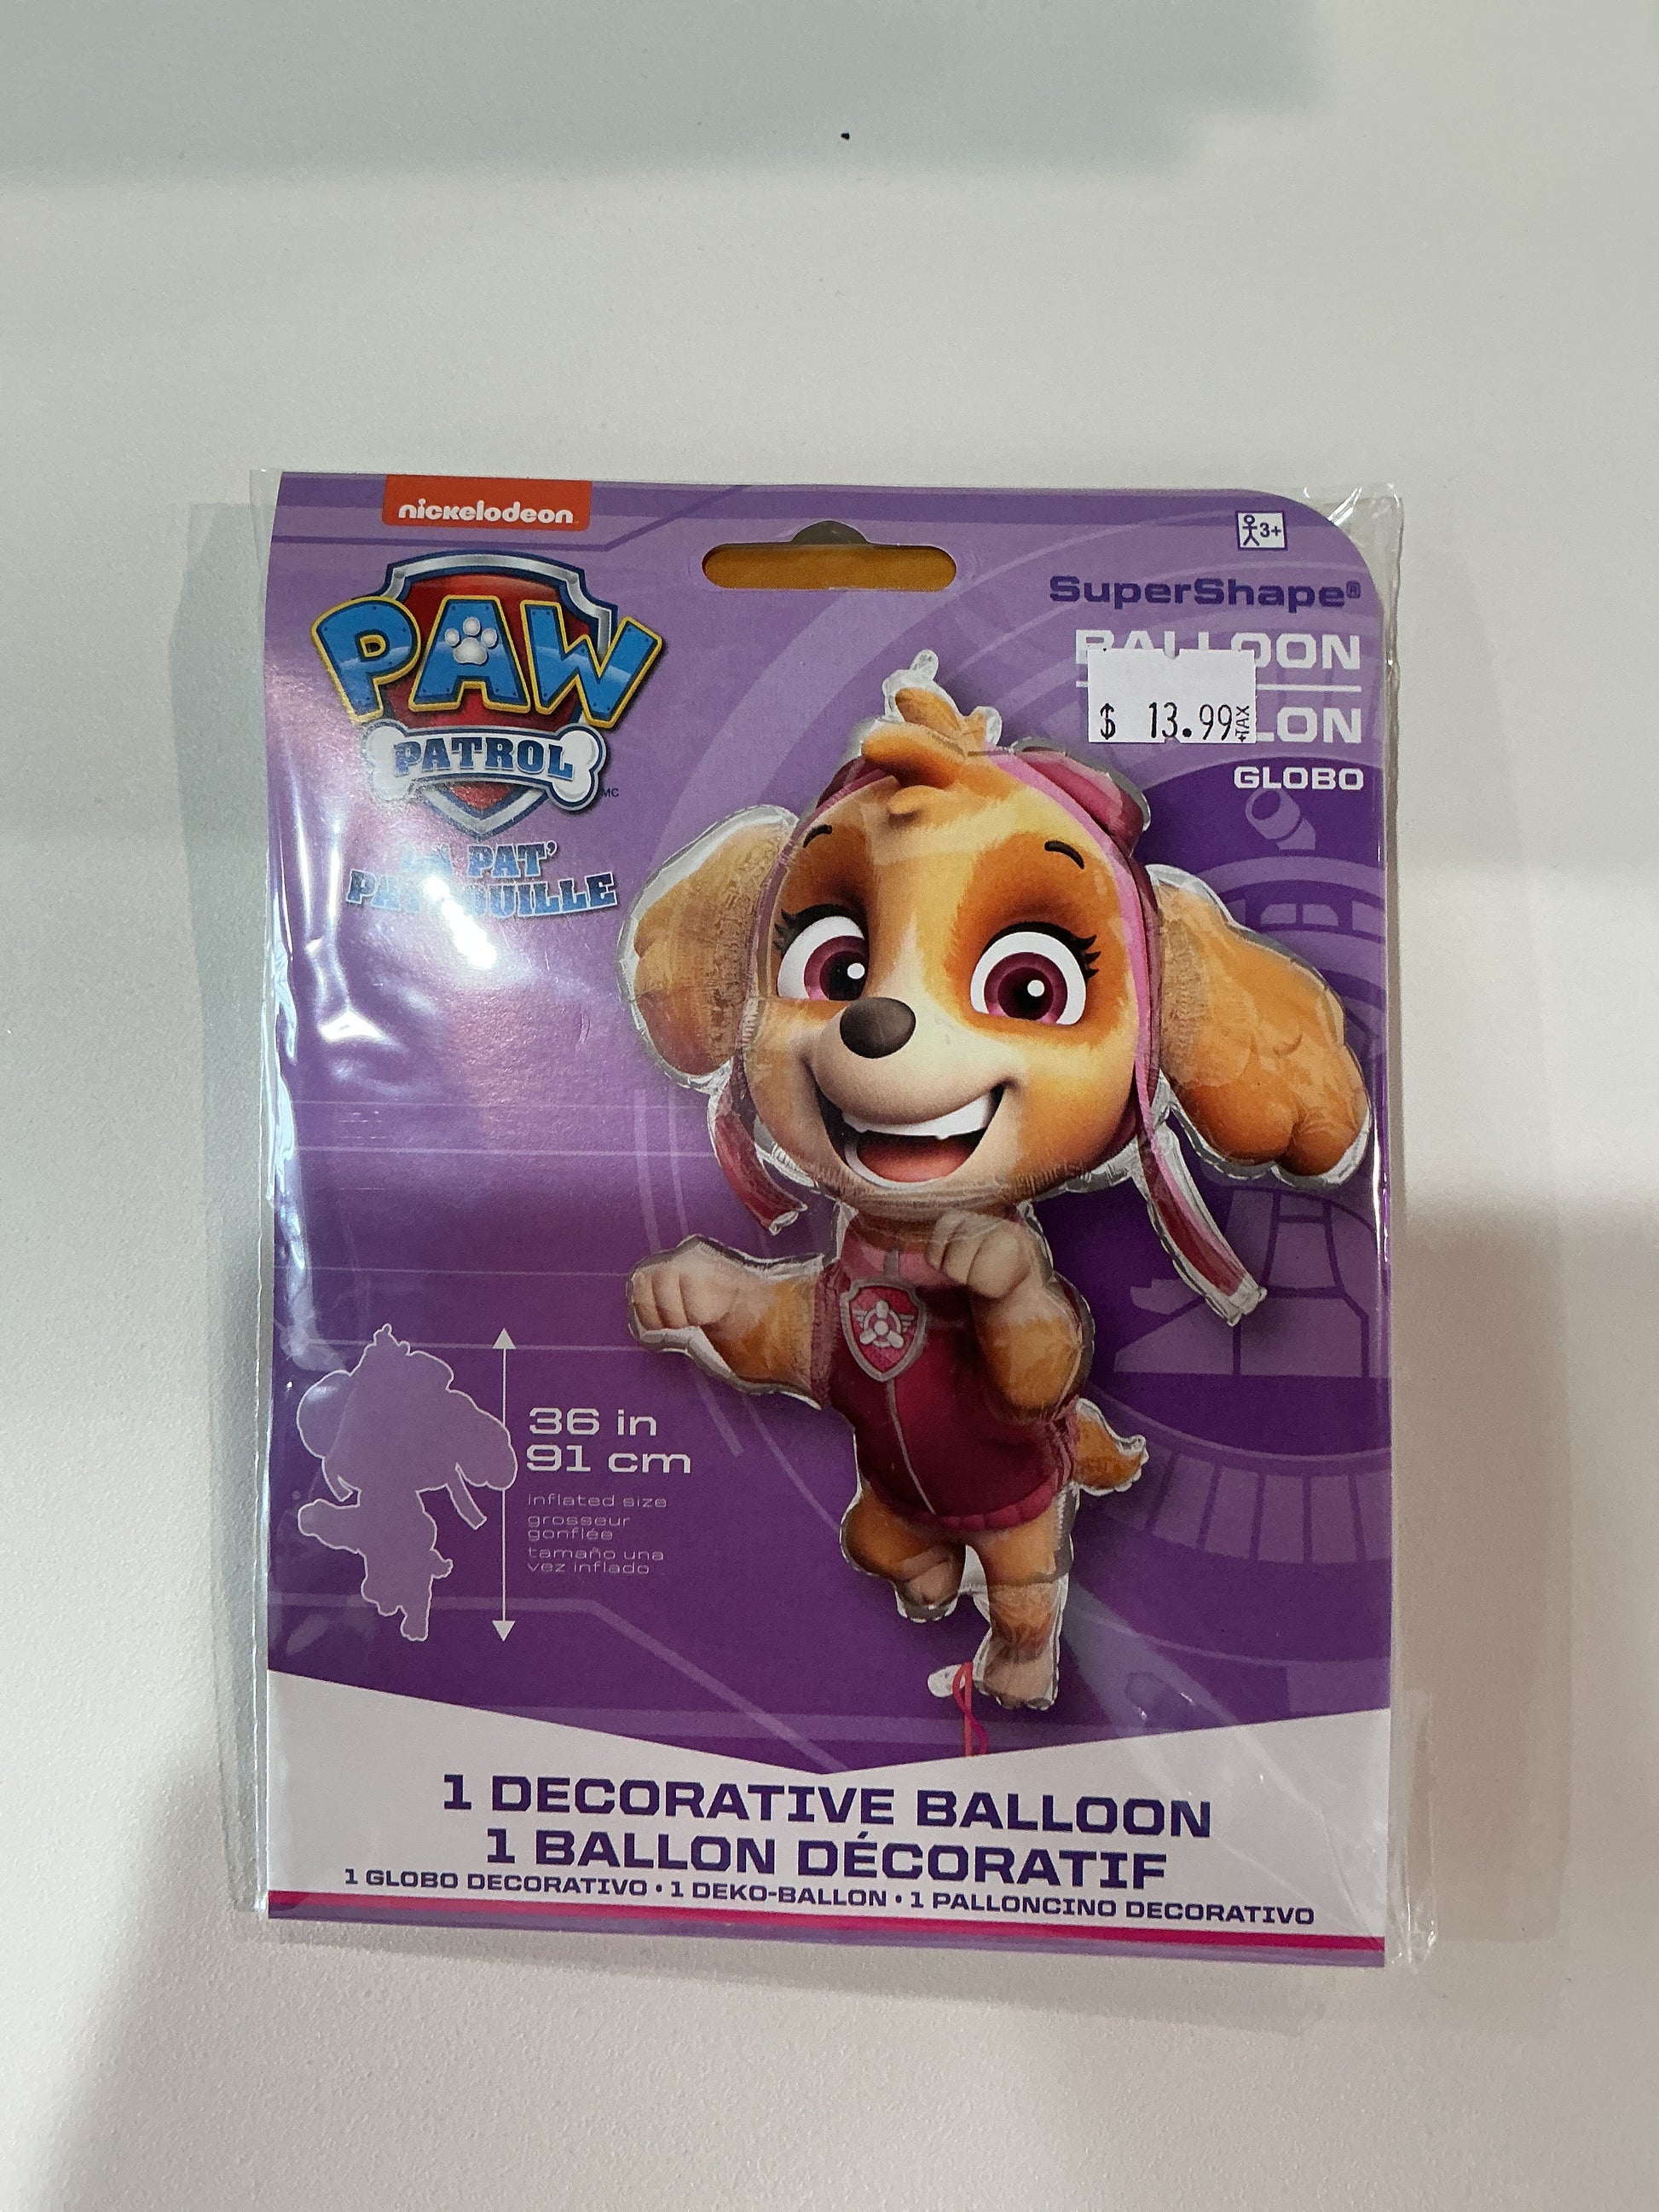 nickelodeon
3+
PAW
PATROL
MC
PAT'
SuperShape®
BALLOON
$ 13.99 +TAX
GLOBO
36 in
91 cm
inflated size
grosseur
gonflée
tamaño una
vez inflado
1 DECORATIVE BALLOON
1 BALLON DÉCORATIF
1 GLOBO DECORATIVO • 1 DEKO-BALLON • 1 PALLONCINO DECORATIVO